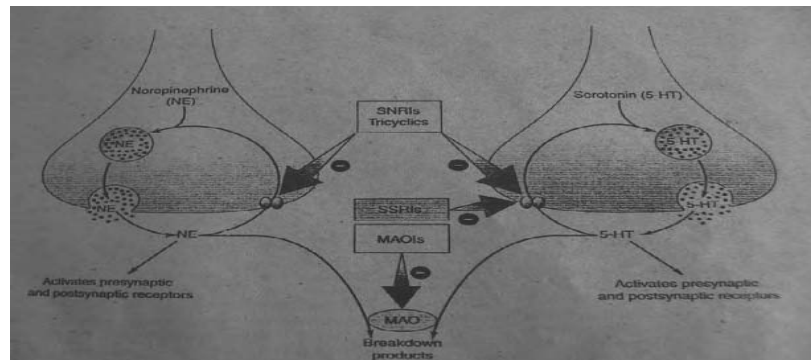 Norepinephrine
(NE)
Serotonin (5-HT)
SNRIs
Tricyclics
NE
5-HT
NE
5-HT
SSRIs
MAOIs
NE
5-HT
Activates presynaptic
and postsynaptic receptors
Activates presynaptic
and postsynaptic receptors
MAO
Breakdown
products